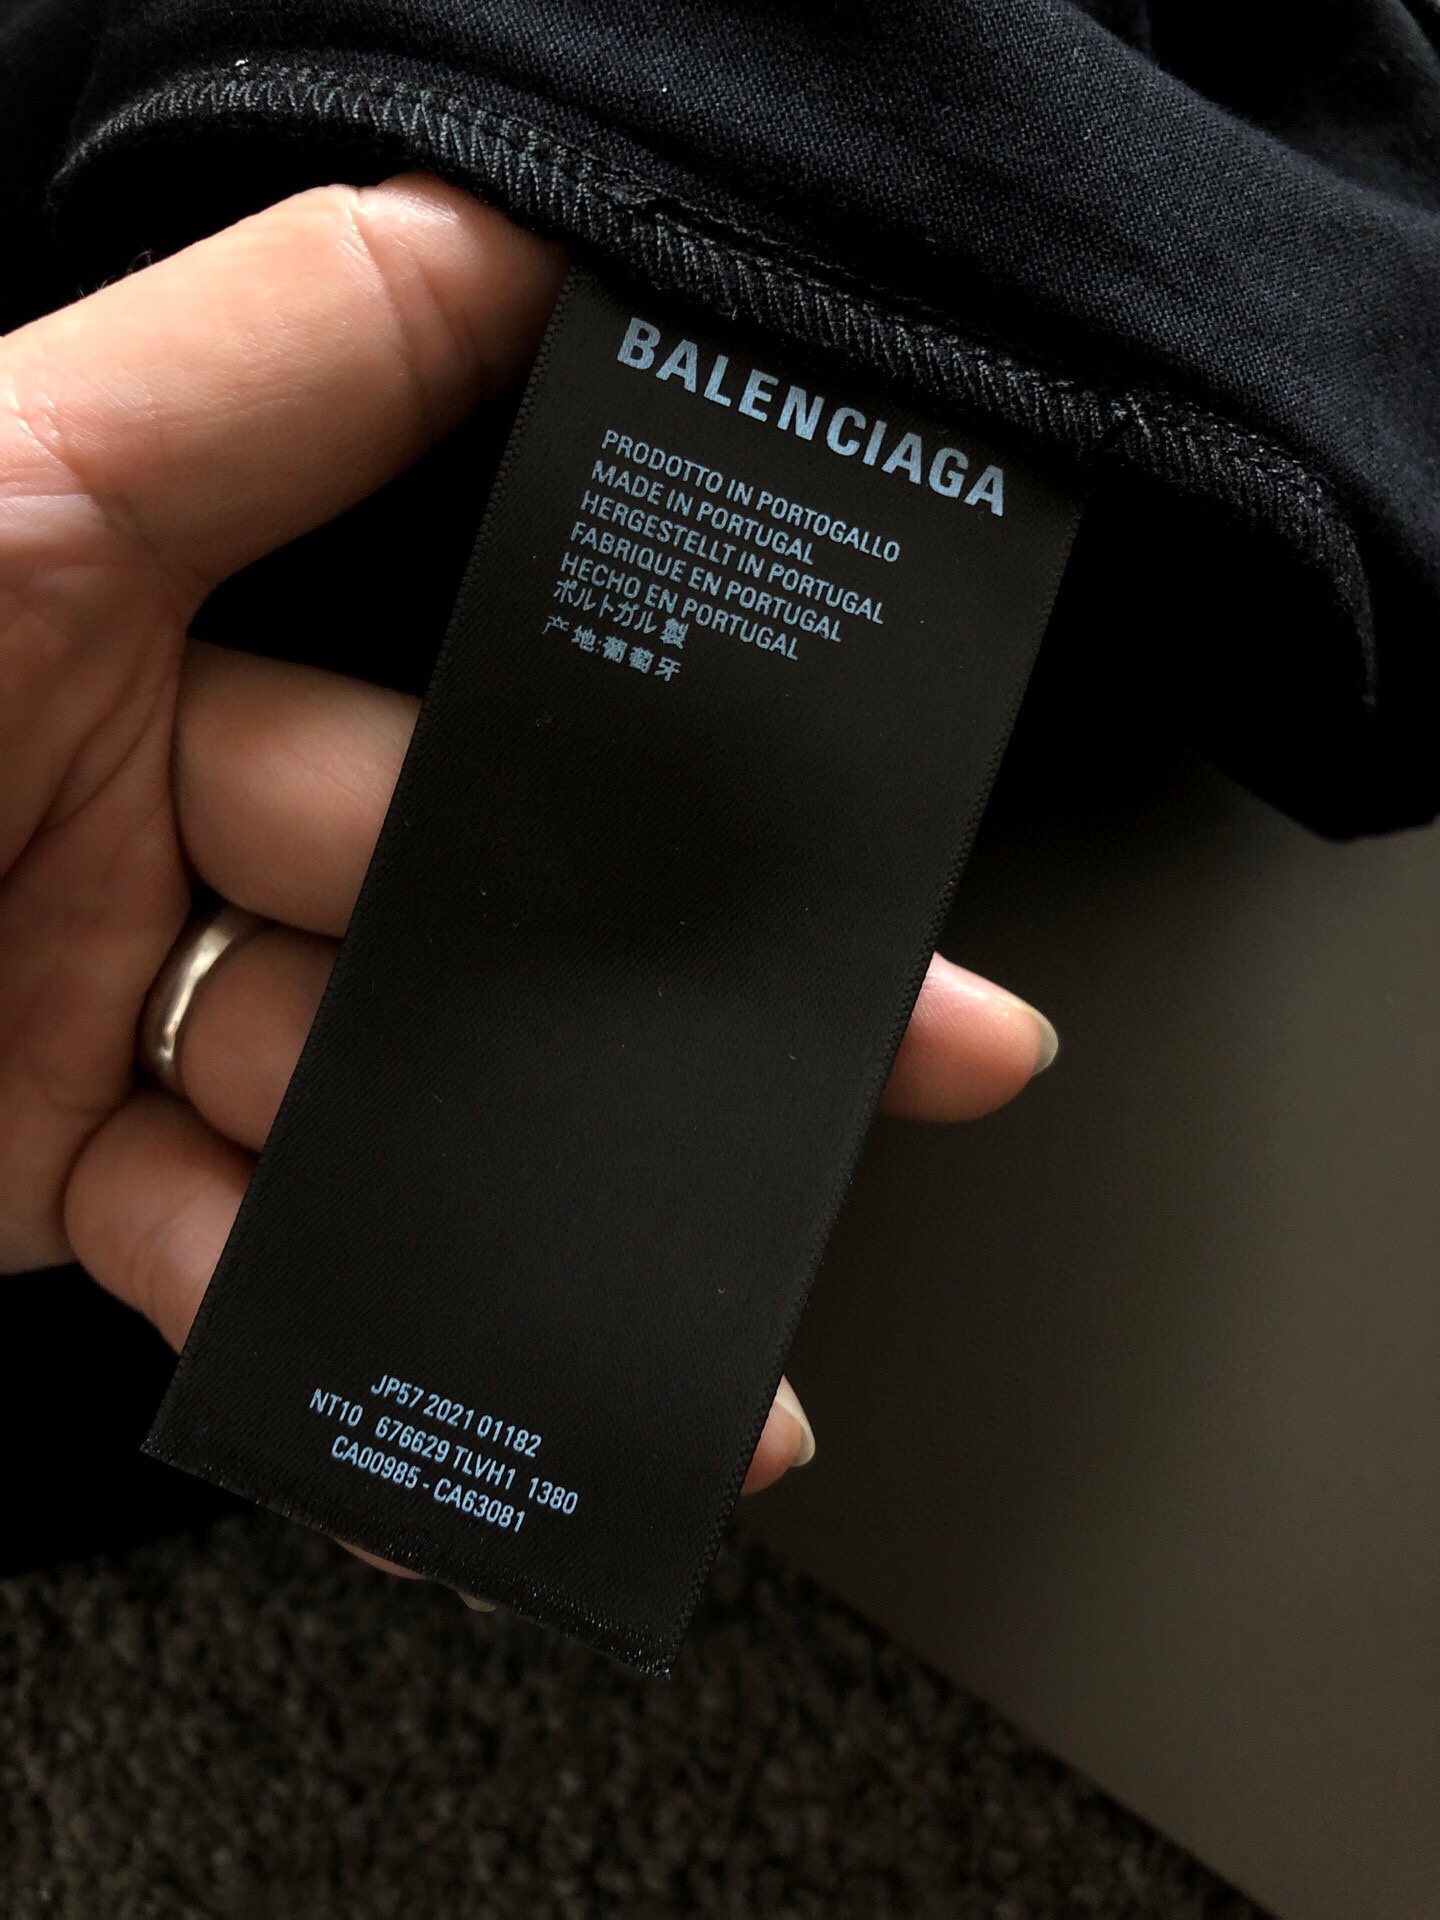 BALENCIAGA
PRODOTTO IN PORTOGALLO
MADE IN PORTUGAL
HERGESTELLT IN PORTUGAL
FABRIQUE EN PORTUGAL
HECHO EN PORTUGAL
ポルトガル 製
产 地:葡萄牙
JP57 2021 01182
NT10 676629 TLVH1 1380
CA00985 - CA63081